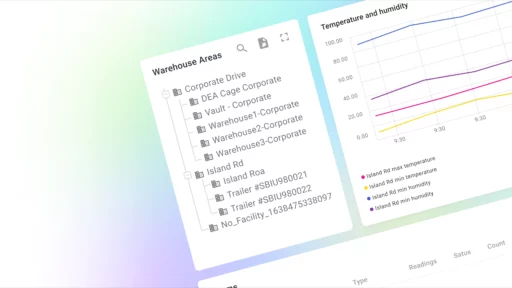 Warehouse Areas
Corporate Drive
DEA Cage Corporate
Vault - Corporate
Warehouse1-Corporate
Warehouse2-Corporate
Warehouse3-Corporate
Island Rd
Island Roa
Trailer #SBIU980021
Trailer #SBIU980022
No_Facility_1638475338097
Temperature and humidity
100.00
80.00
60.00
40.00
20.00
0.00
9:30
9:30
9:30
Island Rd max temperature
Island Rd min temperature
Island Rd min humidity
Island Rd min humidity
Type
Readings
Satus
Count